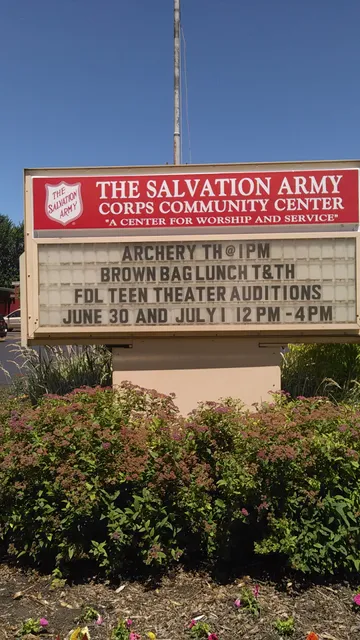 THE SALVATION ARMY
THE SALVATION ARMY
CORPS COMMUNITY CENTER
"A CENTER FOR WORSHIP AND SERVICE"
ARCHERY TH @ 1PM
BROWN BAG LUNCH T&TH
FDL TEEN THEATER AUDITIONS
JUNE 30 AND JULY 1 12 PM -4PM